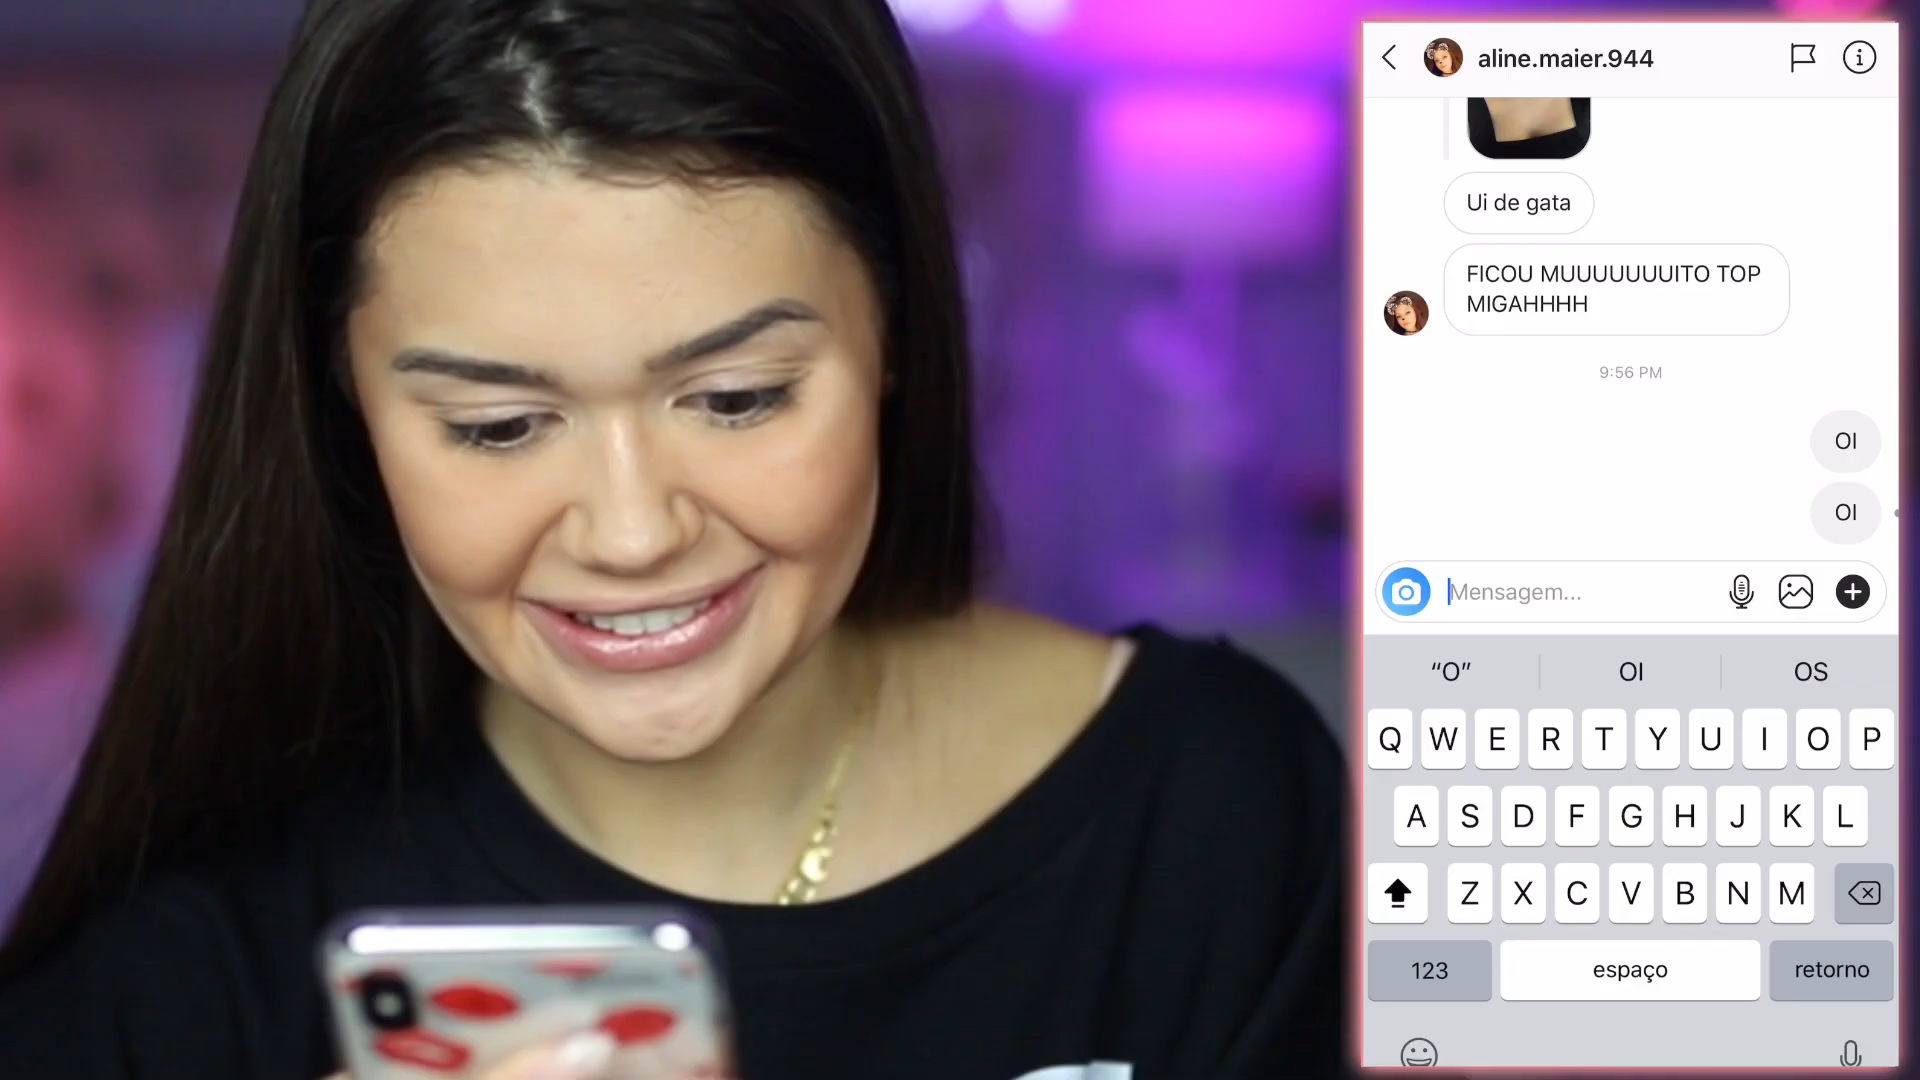 aline.maier.944
Ui de gata
FICOU MUUUUUUUITO TOP
MIGAHHHH
9:56 PM
OI
OI
Mensagem...
“O” OI OS
Q W E R T Y U I O P
A S D F G H J K L
Z X C V B N M
123 espaço retorno